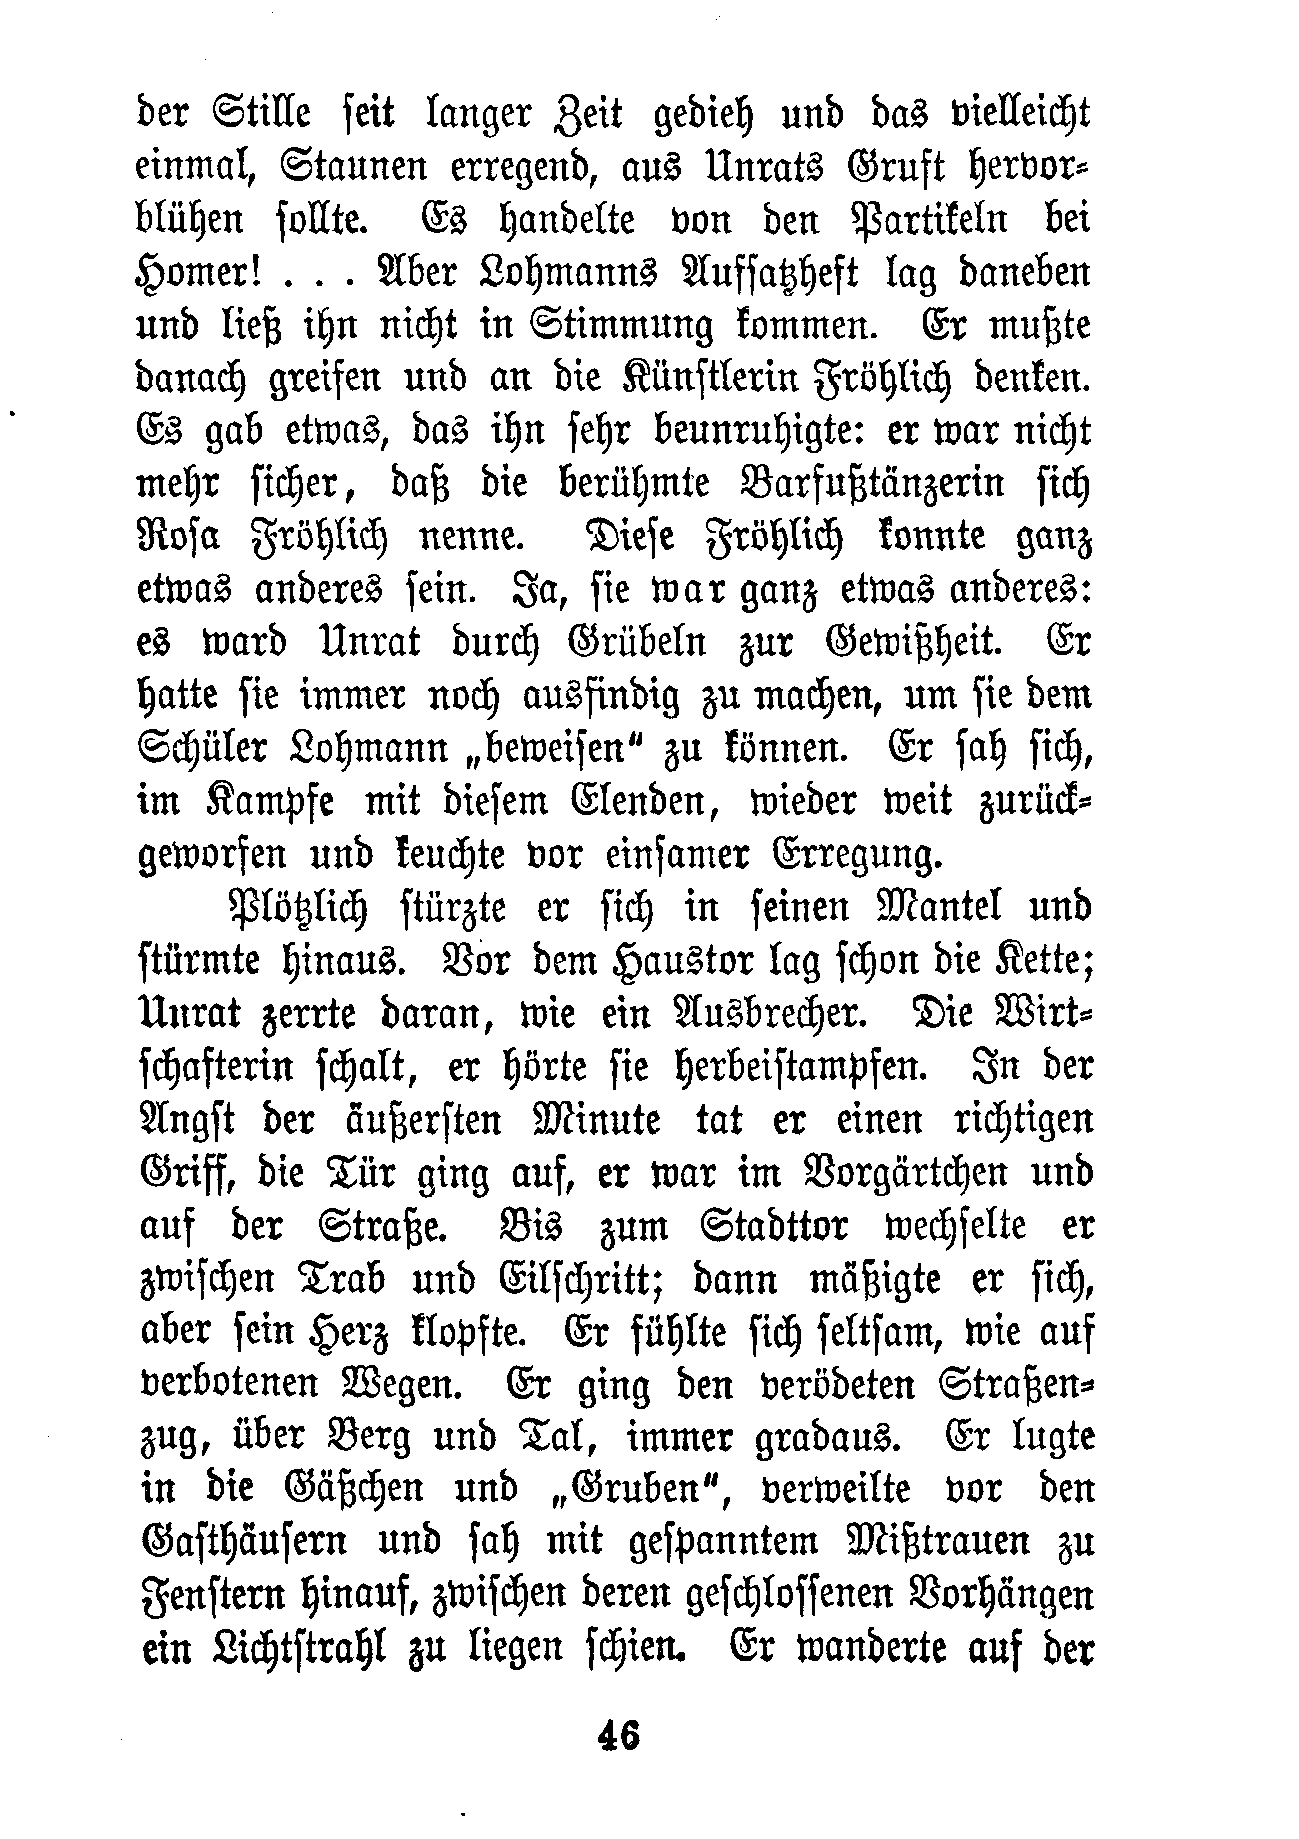 der Stille seit langer Zeit gedieh und das vielleicht
einmal, Staunen erregend, aus Unrats Gruft hervor-
blühen sollte. Es handelte von den Partikeln bei
Homer! . . . Aber Lohmanns Aufsatzheft lag daneben
und ließ ihn nicht in Stimmung kommen. Er mußte
danach greifen und an die Künstlerin Fröhlich denken.
Es gab etwas, das ihn sehr beunruhigte: er war nicht
mehr sicher, daß die berühmte Barfußtänzerin sich
Rosa Fröhlich nenne. Diese Fröhlich konnte ganz
etwas anderes sein. Ja, sie war ganz etwas anderes:
es ward Unrat durch Grübeln zur Gewißheit. Er
hatte sie immer noch ausfindig zu machen, um sie dem
Schüler Lohmann „beweisen“ zu können. Er sah sich,
im Kampfe mit diesem Elenden, wieder weit zurück-
geworfen und keuchte vor einsamer Erregung.
Plötzlich stürzte er sich in seinen Mantel und
stürmte hinaus. Vor dem Haustor lag schon die Kette;
Unrat zerrte daran, wie ein Ausbrecher. Die Wirt-
schafterin schalt, er hörte sie herbeistampfen. In der
Angst der äußersten Minute tat er einen richtigen
Griff, die Tür ging auf, er war im Vorgärtchen und
auf der Straße. Bis zum Stadttor wechselte er
zwischen Trab und Eilschritt; dann mäßigte er sich,
aber sein Herz klopfte. Er fühlte sich seltsam, wie auf
verbotenen Wegen. Er ging den verödeten Straßen-
zug, über Berg und Tal, immer gradaus. Er lugte
in die Gäßchen und „Gruben“, verweilte vor den
Gasthäusern und sah mit gespanntem Mißtrauen zu
Fenstern hinauf, zwischen deren geschlossenen Vorhängen
ein Lichtstrahl zu liegen schien. Er wanderte auf der
46